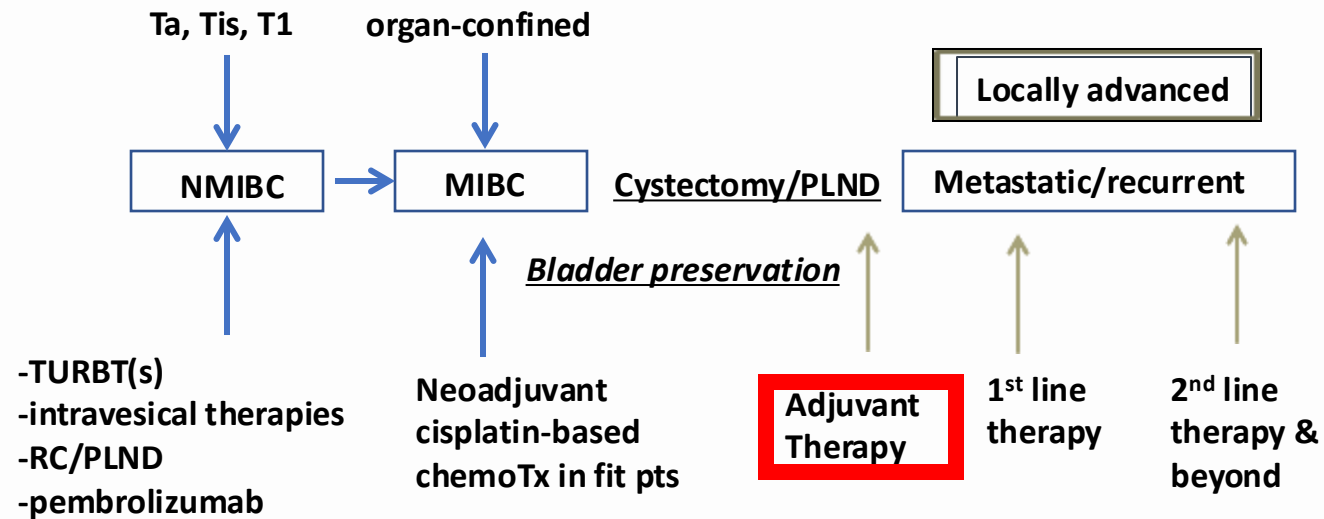 Ta, Tis, T1
organ-confined
Locally advanced
NMIBC
MIBC
Cystectomy/PLND
Metastatic/recurrent
Bladder preservation
-TURBT(s)
-intravesical therapies
-RC/PLND
-pembrolizumab
Neoadjuvant
cisplatin-based
chemoTx in fit pts
Adjuvant
Therapy
1st line
therapy
2nd line
therapy &
beyond